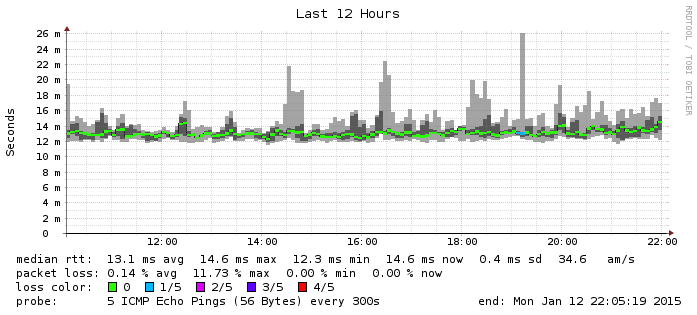 Last 12 Hours
RRDTOOL / TOBI OETIKER
Seconds
26 m
24 m
22 m
20 m
18 m
16 m
14 m
12 m
10 m
8 m
6 m
4 m
2 m
0
12:00 14:00 16:00 18:00 20:00 22:00
median rtt: 13.1 ms avg 14.6 ms max 12.3 ms min 14.6 ms now 0.4 ms sd 34.6 am/s
packet loss: 0.14 % avg 11.73 % max 0.00 % min 0.00 % now
loss color: 0 1/5 2/5 3/5 4/5
probe: 5 ICMP Echo Pings (56 Bytes) every 300s end: Mon Jan 12 22:05:19 2015